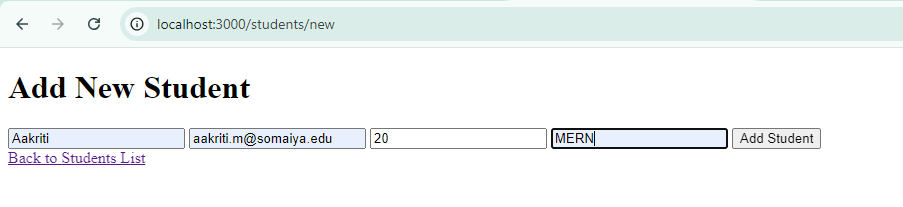 localhost:3000/students/new
Add New Student
Aakriti aakriti.m@somaiya.edu 20 MERN Add Student
Back to Students List